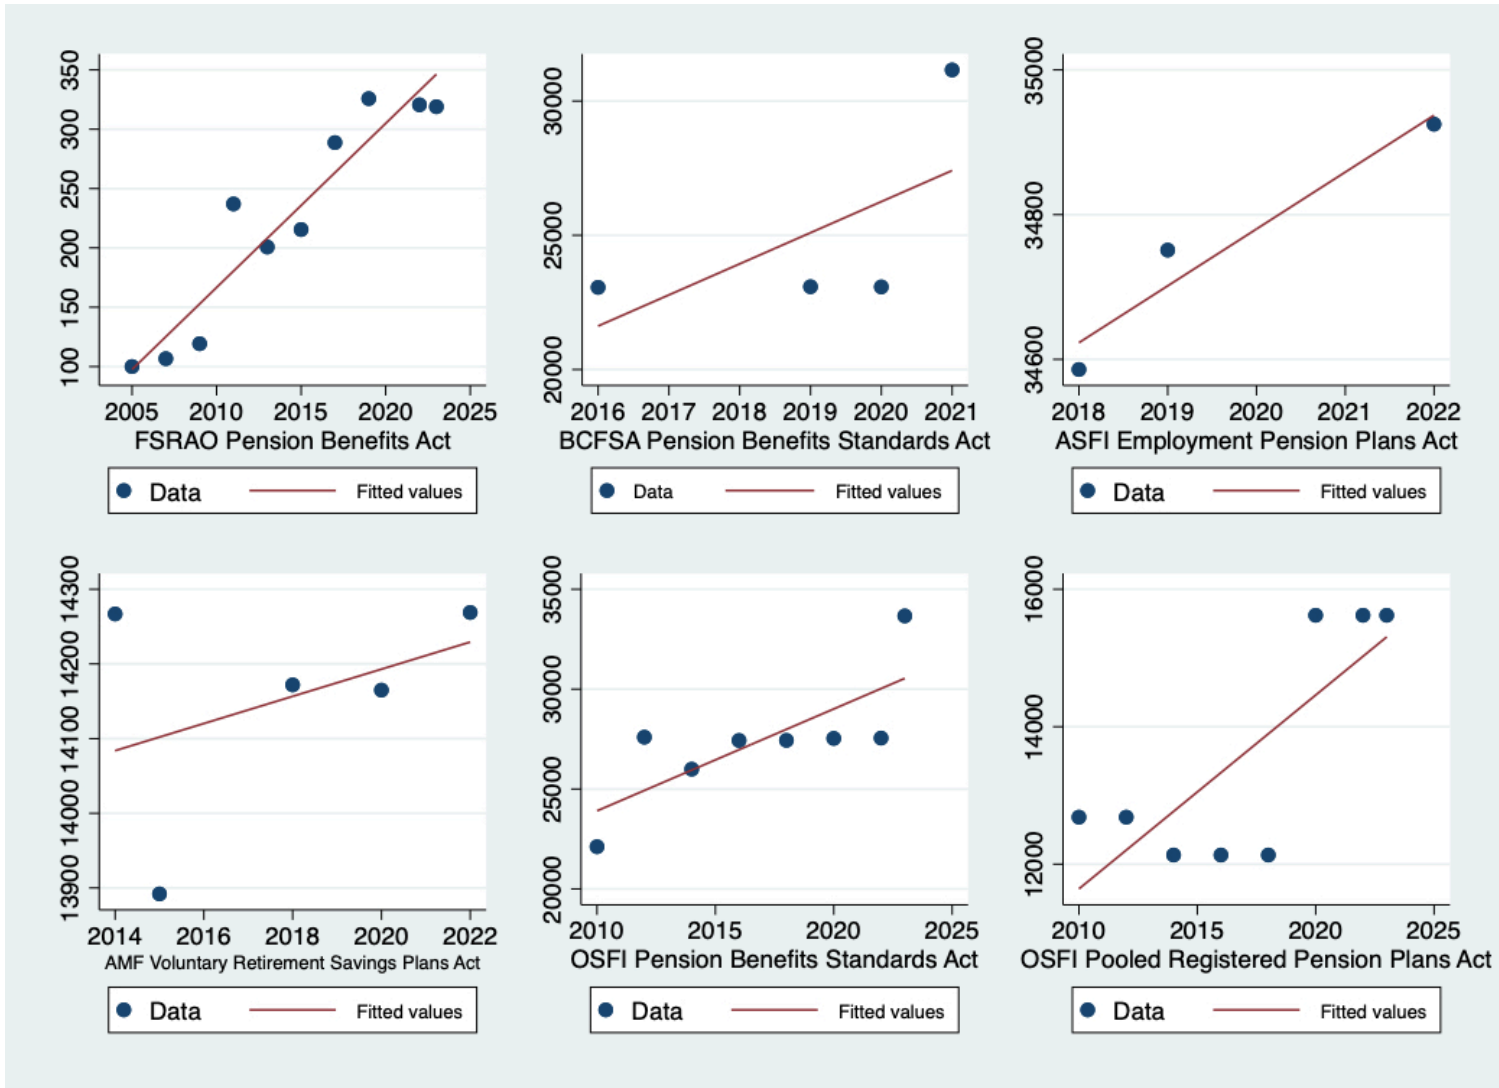 350
300
250
200
150
100
2005 2010 2015 2020 2025
FSRAO Pension Benefits Act
Data Fitted values
30000
25000
20000
2016 2017 2018 2019 2020 2021
BCFSA Pension Benefits Standards Act
Data Fitted values
35000
34800
34600
2018 2019 2020 2021 2022
ASFI Employment Pension Plans Act
Data Fitted values
14300
14200
14100
14000
13900
2014 2016 2018 2020 2022
AMF Voluntary Retirement Savings Plans Act
Data Fitted values
35000
30000
25000
20000
2010 2015 2020 2025
OSFI Pension Benefits Standards Act
Data Fitted values
16000
14000
12000
2010 2015 2020 2025
OSFI Pooled Registered Pension Plans Act
Data Fitted values